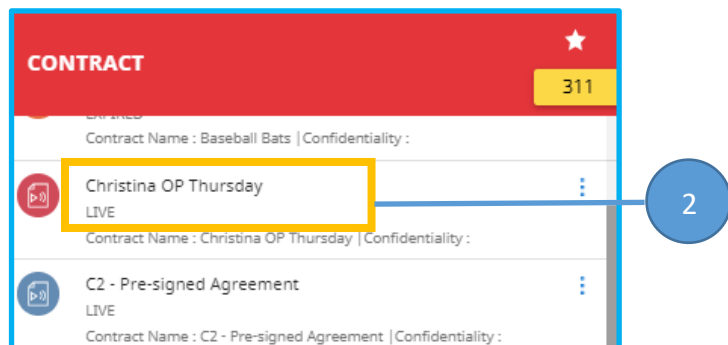 CONTRACT
311
EXPIRED
Contract Name : Baseball Bats |Confidentiality :
Christina OP Thursday
LIVE
Contract Name : Christina OP Thursday |Confidentiality :
2
C2 - Pre-signed Agreement
LIVE
Contract Name : C2 - Pre-signed Agreement |Confidentiality :